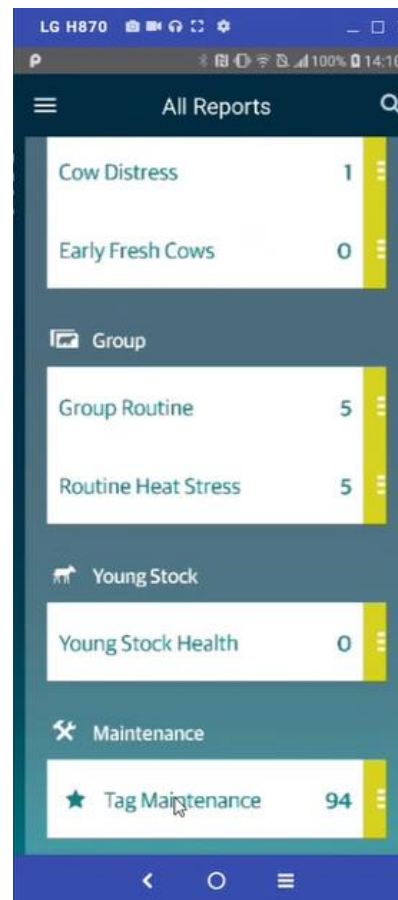 LG H870
100% 14:10
All Reports
Cow Distress 1
Early Fresh Cows 0
Group
Group Routine 5
Routine Heat Stress 5
Young Stock
Young Stock Health 0
Maintenance
Tag Maintenance 94